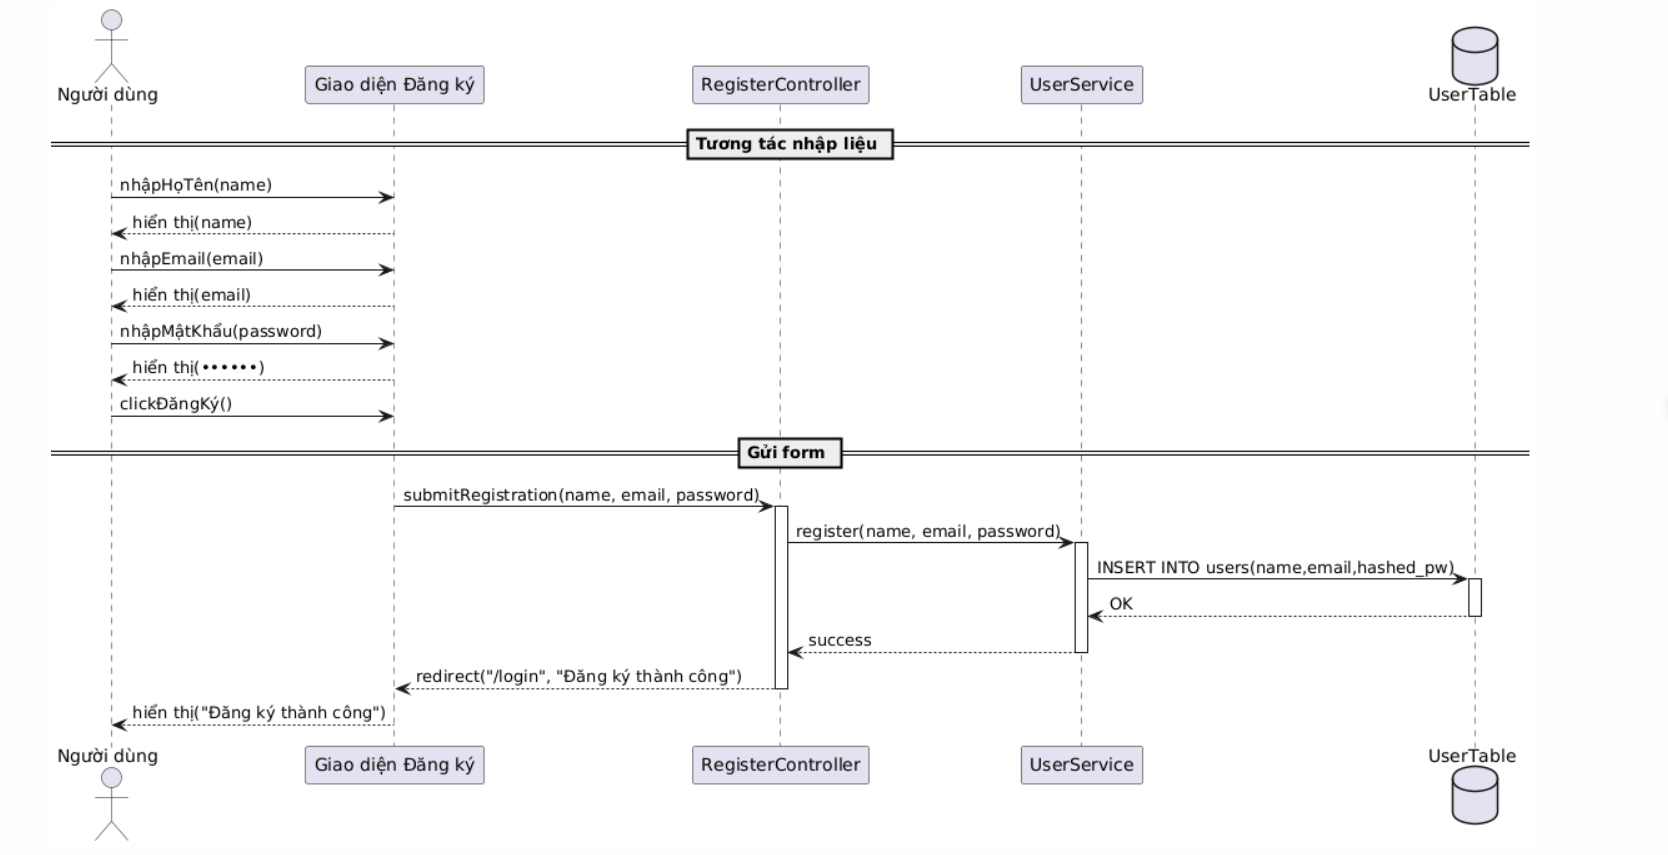 Người dùng
Giao diện Đăng ký
RegisterController
UserService
UserTable
Tương tác nhập liệu
nhậpHọTên(name)
hiển thị(name)
nhậpEmail(email)
hiển thị(email)
nhậpMậtKhẩu(password)
hiển thị(••••••)
clickĐăngKý()
Gửi form
submitRegistration(name, email, password)
register(name, email, password)
INSERT INTO users(name,email,hashed_pw)
OK
success
redirect("/login", "Đăng ký thành công")
hiển thị("Đăng ký thành công")
Người dùng
Giao diện Đăng ký
RegisterController
UserService
UserTable